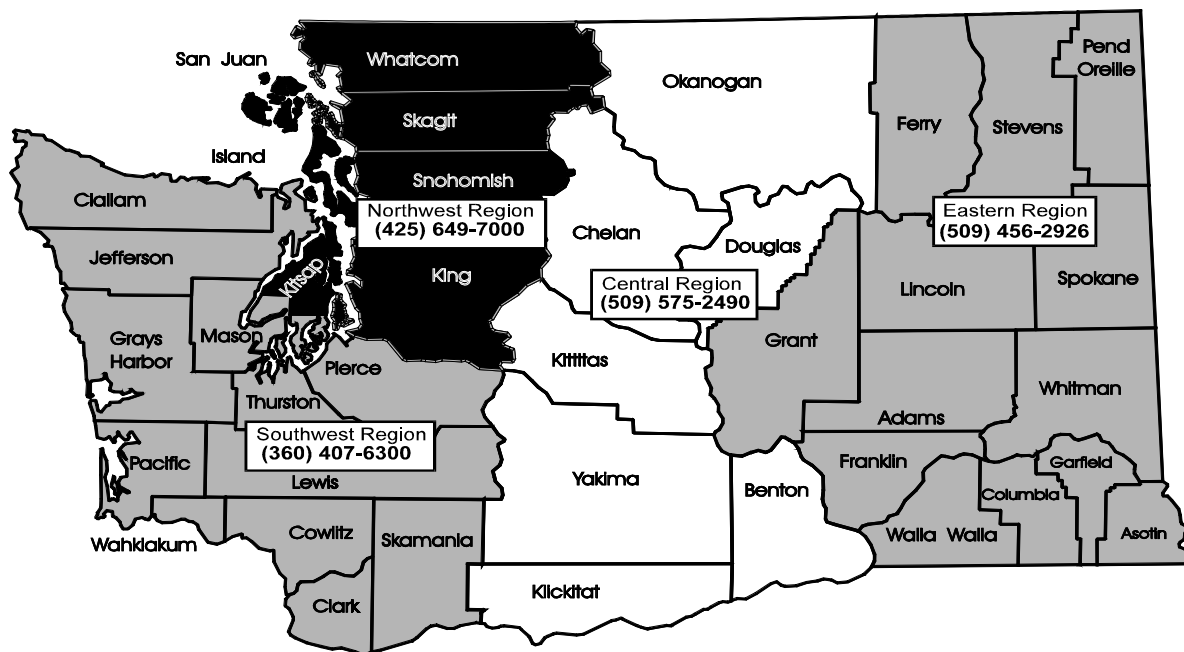 San Juan
Whatcom
Okanogan
Pend
Oreille
Skagit
Ferry
Stevens
Island
Snohomish
Clallam
Northwest Region
(425) 649-7000
Eastern Region
(509) 456-2926
Chelan
Douglas
Jefferson
Kitsap
King
Central Region
(509) 575-2490
Lincoln
Spokane
Grays
Harbor
Mason
Grant
Pierce
Kittitas
Whitman
Thurston
Adams
Southwest Region
(360) 407-6300
Pacific
Lewis
Yakima
Benton
Franklin
Garfield
Columbia
Wahkiakum
Cowlitz
Skamania
Walla Walla
Asotin
Clark
Klickitat